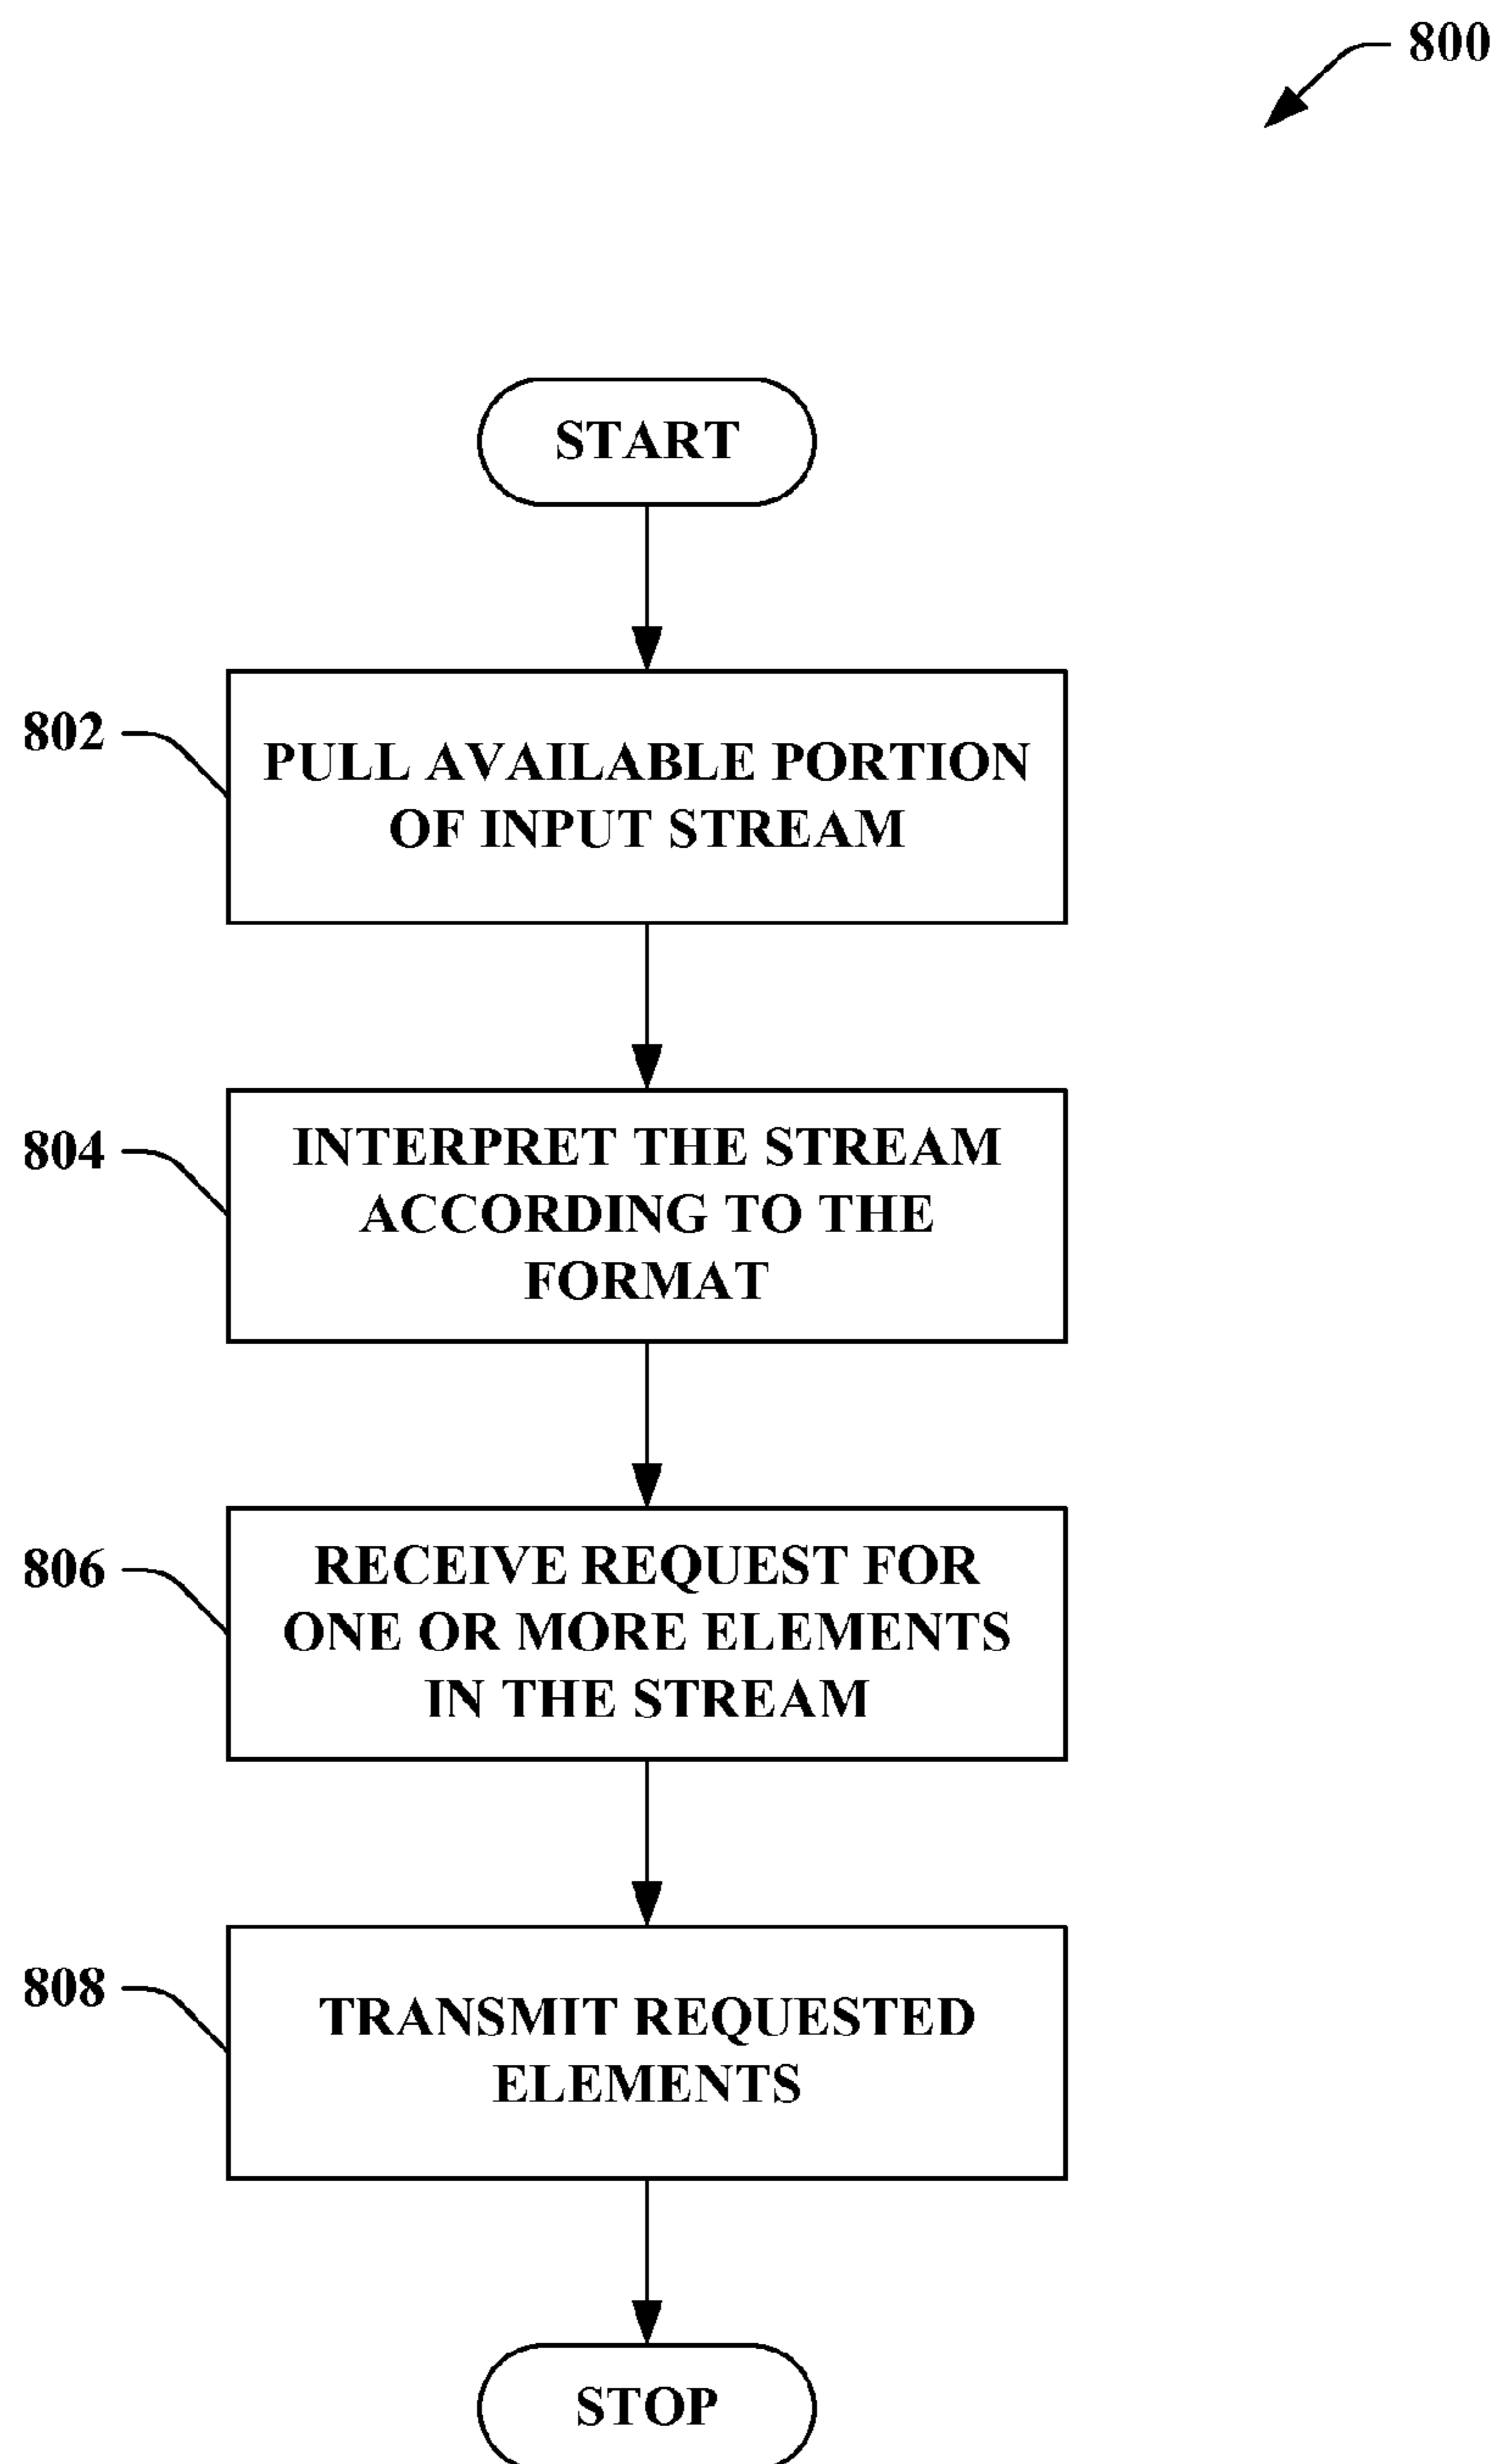 800
START
802
PULL AVAILABLE PORTION
OF INPUT STREAM
804
INTERPRET THE STREAM
ACCORDING TO THE
FORMAT
806
RECEIVE REQUEST FOR
ONE OR MORE ELEMENTS
IN THE STREAM
808
TRANSMIT REQUESTED
ELEMENTS
STOP